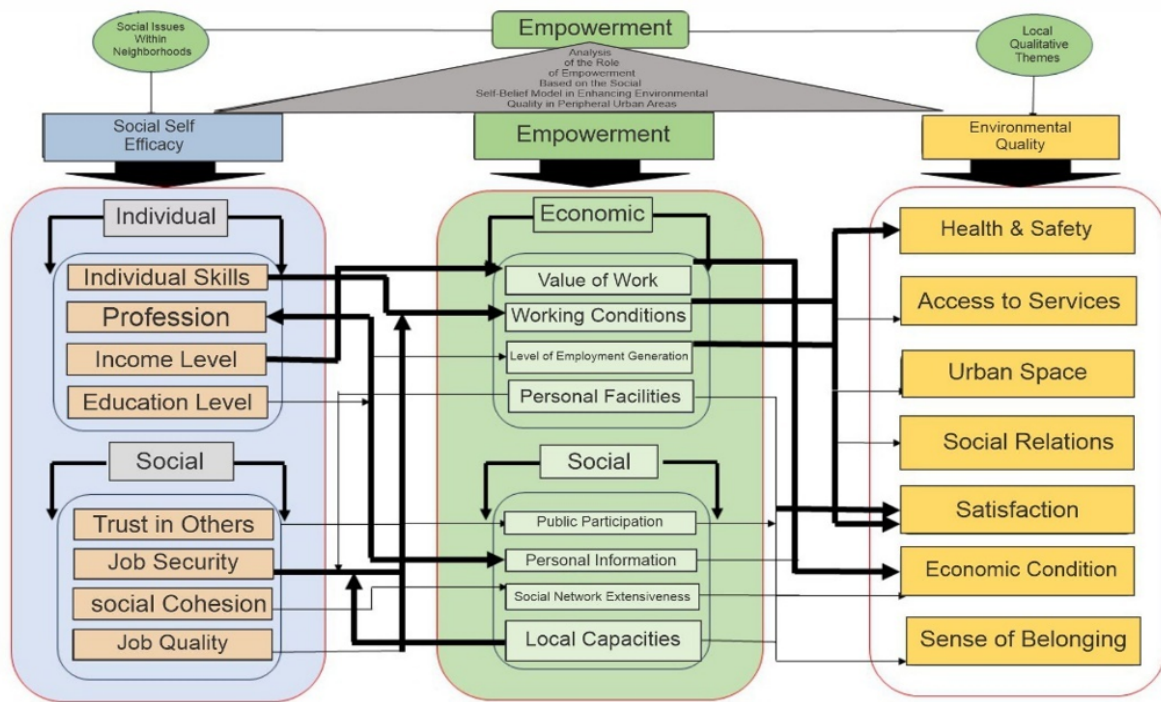 Social Issues
Within
Neighborhoods
Empowerment
Local
Qualitative
Themes
Analysis
of the Role
of Empowerment
Based on the Social
Self-Belief Model in Enhancing Environmental
Quality in Peripheral Urban Areas
Social Self
Efficacy
Empowerment
Environmental
Quality
Individual
Individual Skills
Profession
Income Level
Education Level
Social
Trust in Others
Job Security
social Cohesion
Job Quality
Economic
Value of Work
Working Conditions
Level of Employment Generation
Personal Facilities
Social
Public Participation
Personal Information
Social Network Extensiveness
Local Capacities
Health & Safety
Access to Services
Urban Space
Social Relations
Satisfaction
Economic Condition
Sense of Belonging